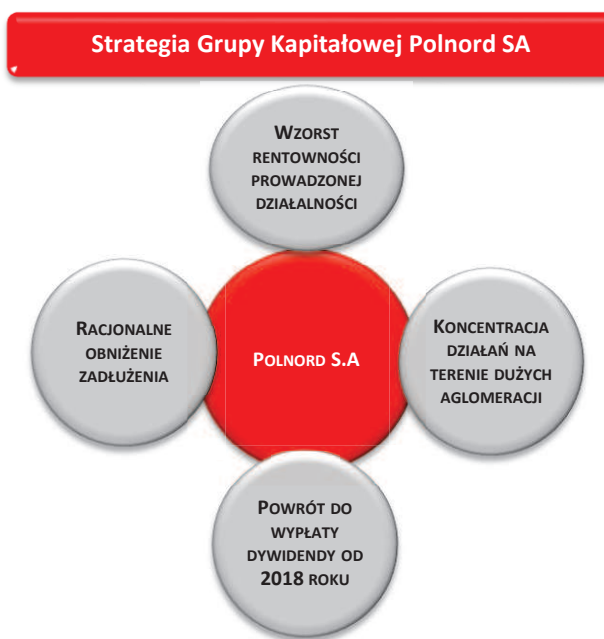 Strategia Grupy Kapitałowej Polnord SA
WZORST
RENTOWNOŚCI
PROWADZONEJ
DZIAŁALNOŚCI
RACJONALNE
OBNIŻENIE
ZADŁUŻENIA
POLNORD S.A
KONCENTRACJA
DZIAŁAŃ NA
TERENIE DUŻYCH
AGLOMERACJI
POWRÓT DO
WYPŁATY
DYWIDENDY OD
2018 ROKU